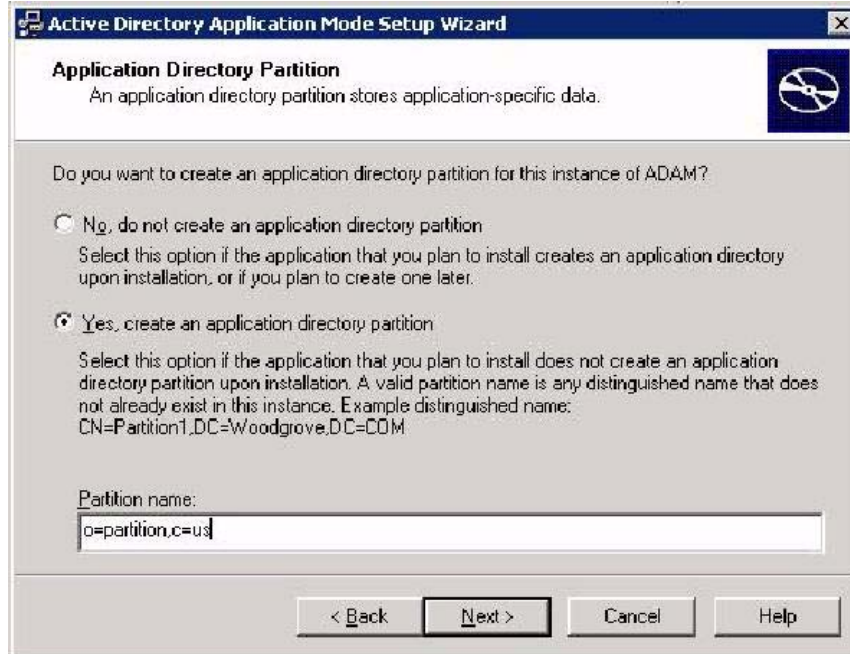 Active Directory Application Mode Setup Wizard
Application Directory Partition
An application directory partition stores application-specific data.
Do you want to create an application directory partition for this instance of ADAM?
No, do not create an application directory partition
Select this option if the application that you plan to install creates an application directory
upon installation, or if you plan to create one later.
Yes, create an application directory partition
Select this option if the application that you plan to install does not create an application
directory partition upon installation. A valid partition name is any distinguished name that does
not already exist in this instance. Example distinguished name:
CN=Partition1,DC=Woodgrove,DC=COM
Partition name:
o=partition,c=us
< Back Next > Cancel Help